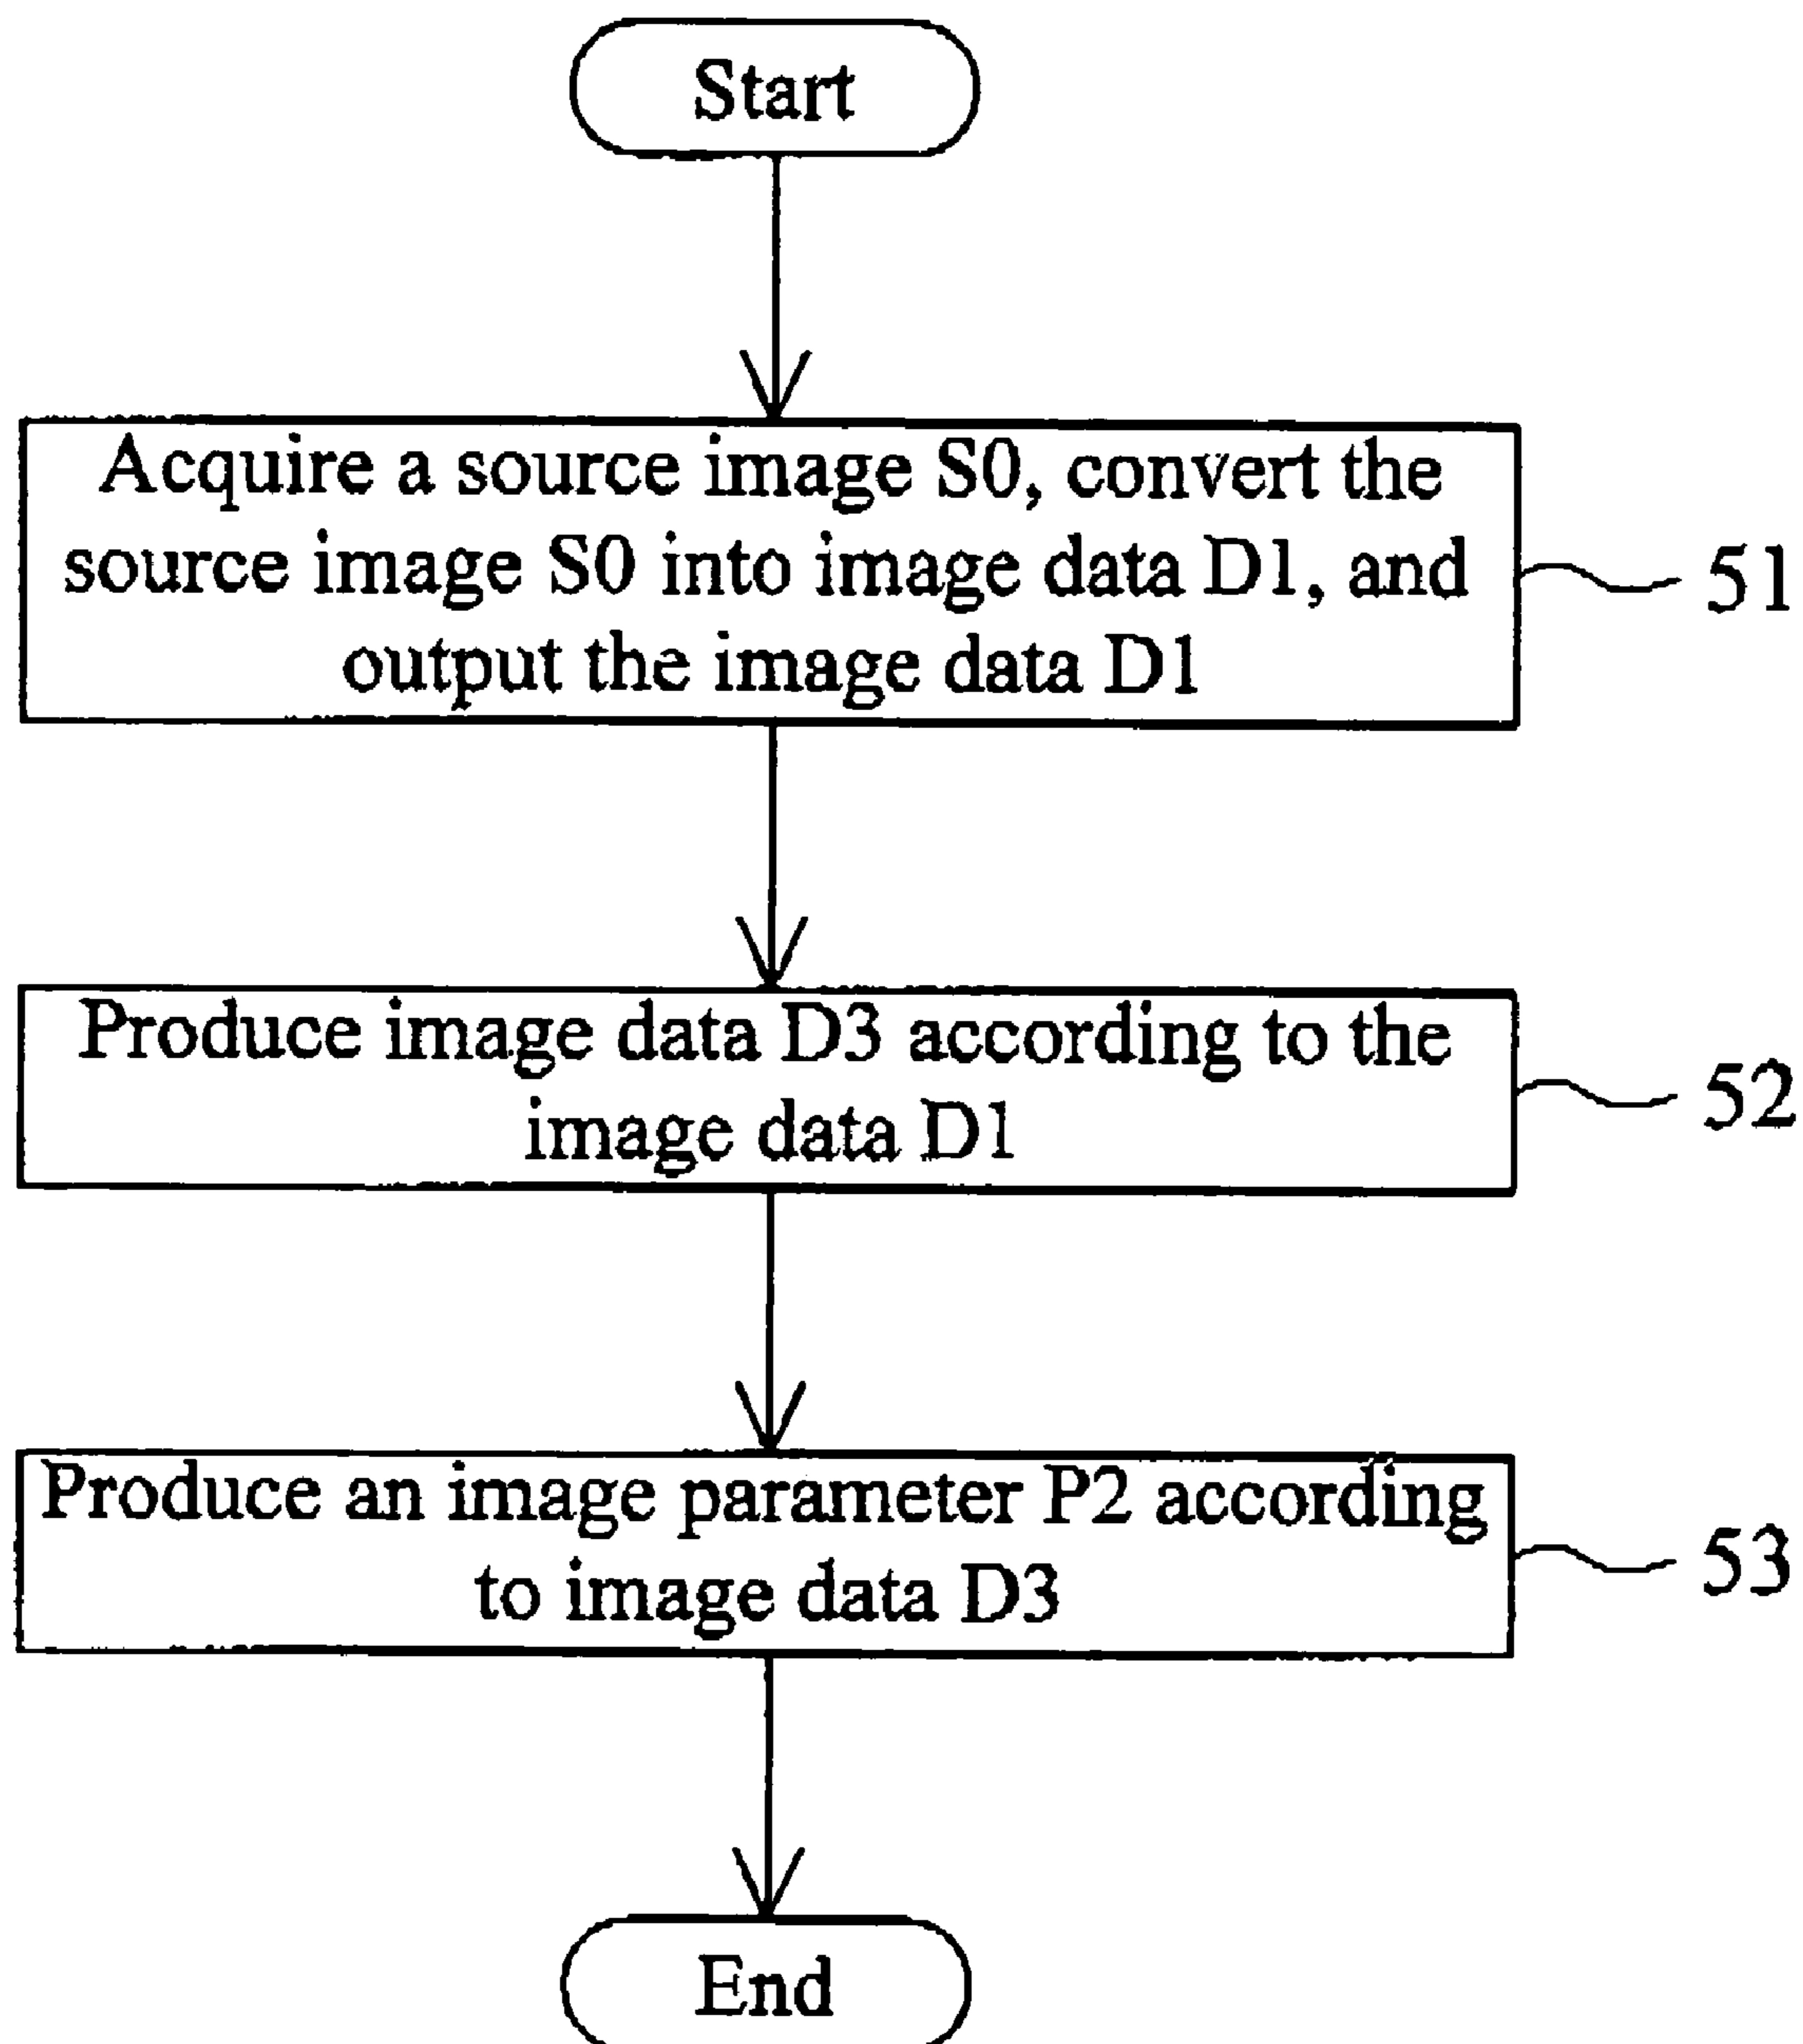 Start
Acquire a source image S0, convert the
source image S0 into image data D1, and
output the image data D1
51
Produce image data D3 according to the
image data D1
52
Produce an image parameter P2 according
to image data D3
53
End